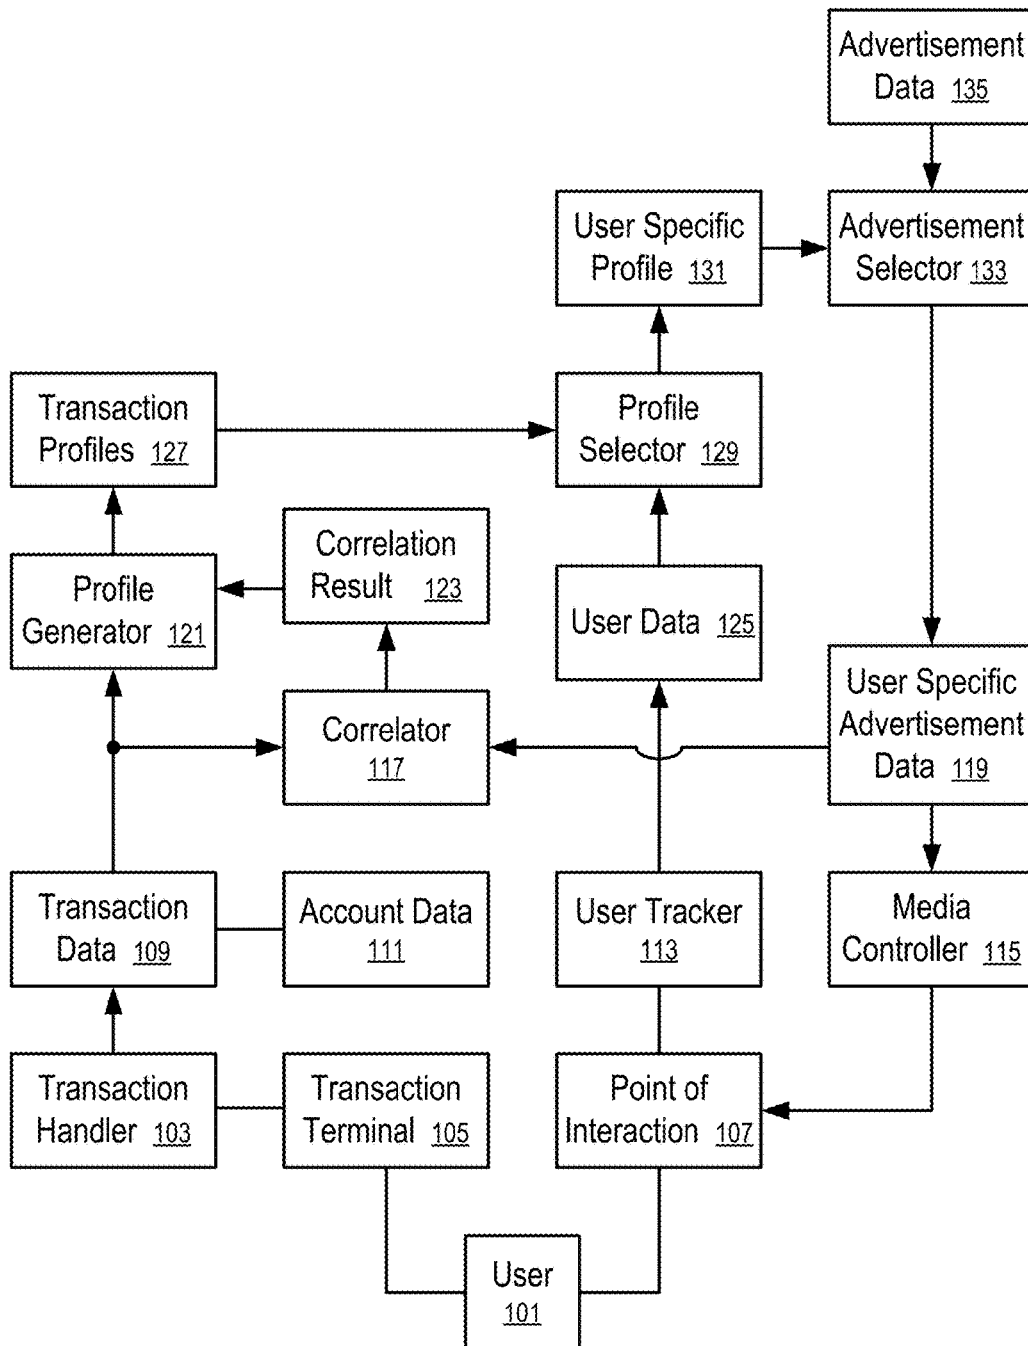 Advertisement
Data 135
User Specific
Profile 131
Advertisement
Selector 133
Transaction
Profiles 127
Profile
Selector 129
Profile
Generator 121
Correlation
Result 123
User Data 125
Correlator
117
User Specific
Advertisement
Data 119
Transaction
Data 109
Account Data
111
User Tracker
113
Media
Controller 115
Transaction
Handler 103
Transaction
Terminal 105
Point of
Interaction 107
User
101